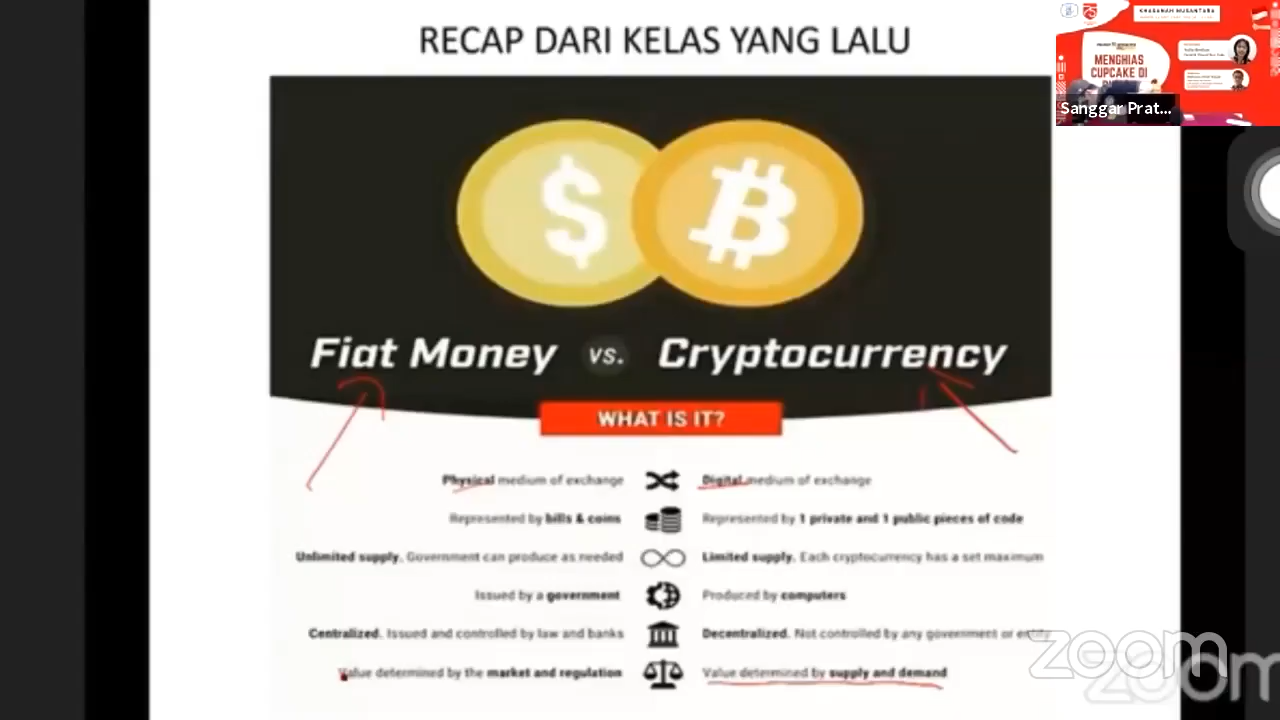 RECAP DARI KELAS YANG LALU
KHASANAH NUSANTARA
MENGHIAS
CUPCAKE DI
Sanggar Prat...
$
Fiat Money vs. Cryptocurrency
WHAT IS IT?
Physical medium of exchange
Digital medium of exchange
Represented by bills & coins
Represented by 1 private and 1 public pieces of code
Unlimited supply. Government can produce as needed
Limited supply. Each cryptocurrency has a set maximum
Issued by a government
Produced by computers
Centralized. Issued and controlled by law and banks
Decentralized. Not controlled by any government or entity
Value determined by the market and regulation
Value determined by supply and demand
zoom
zoom